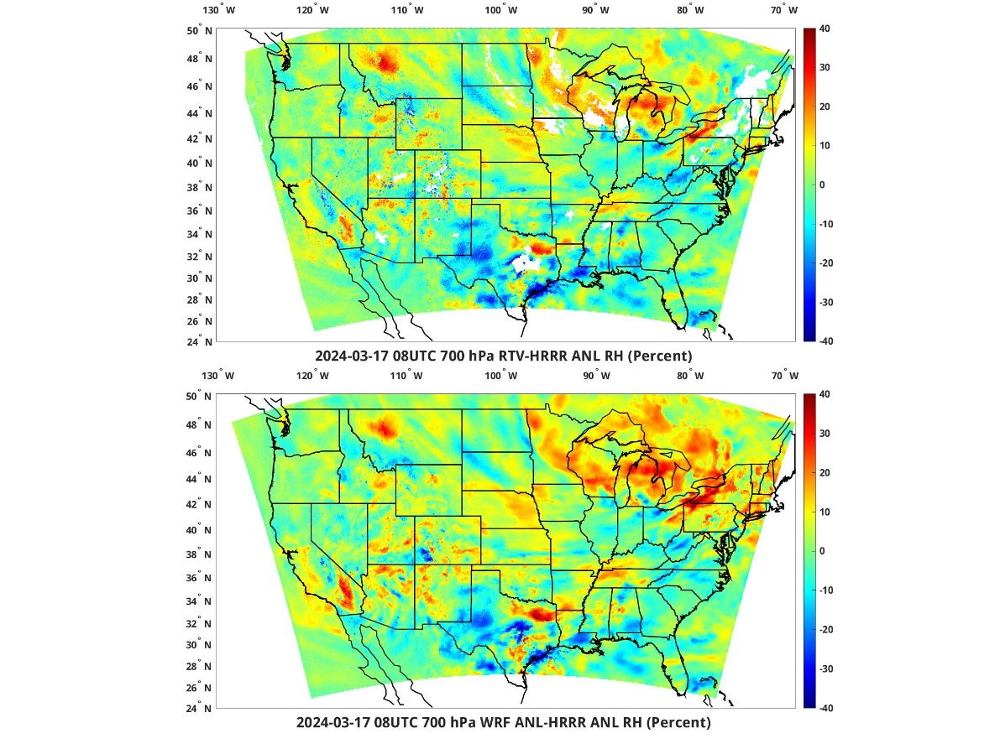 130 ° W 120 ° W 110 ° W 100 ° W 90 ° W 80 ° W 70 ° W
50 ° N
48 ° N
46 ° N
44 ° N
42 ° N
40 ° N
38 ° N
36 ° N
34 ° N
32 ° N
30 ° N
28 ° N
26 ° N
24 ° N
40
30
20
10
0
-10
-20
-30
-40
2024-03-17 08UTC 700 hPa RTV-HRRR ANL RH (Percent)
130 ° W 120 ° W 110 ° W 100 ° W 90 ° W 80 ° W 70 ° W
50 ° N
48 ° N
46 ° N
44 ° N
42 ° N
40 ° N
38 ° N
36 ° N
34 ° N
32 ° N
30 ° N
28 ° N
26 ° N
24 ° N
40
30
20
10
0
-10
-20
-30
-40
2024-03-17 08UTC 700 hPa WRF ANL-HRRR ANL RH (Percent)